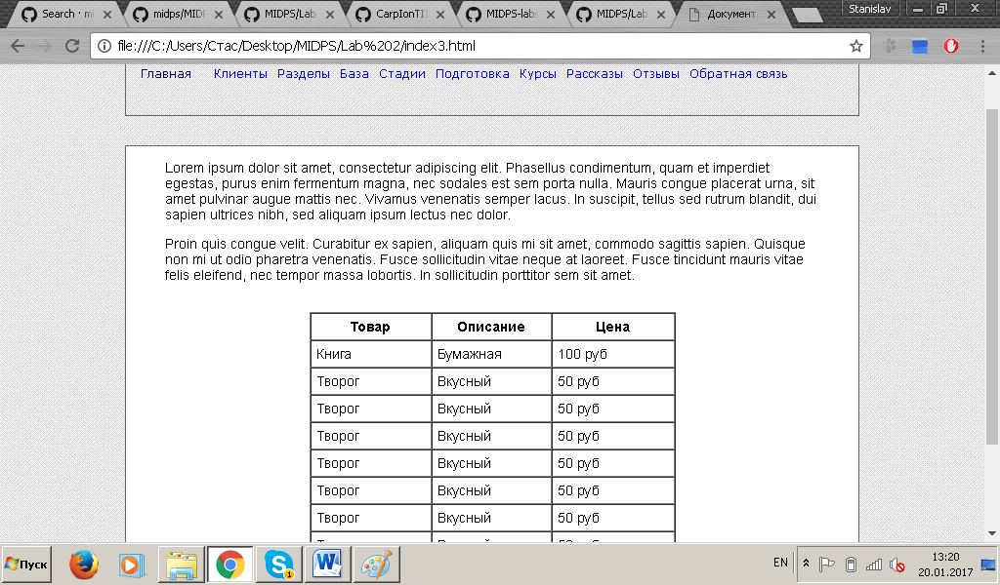 Search · mi
midps/MIDP
MIDPS/Lab
CarpIonTI1
MIDPS-labs
MIDPS/Lab
Документ
Stanislav
file:///C:/Users/Стас/Desktop/MIDPS/Lab%202/index3.html
Главная Клиенты Разделы База Стадии Подготовка Курсы Рассказы Отзывы Обратная связь
Lorem ipsum dolor sit amet, consectetur adipiscing elit. Phasellus condimentum, quam et imperdiet
egestas, purus enim fermentum magna, nec sodales est sem porta nulla. Mauris congue placerat urna, sit
amet pulvinar augue mattis nec. Vivamus venenatis semper lacus. In suscipit, tellus sed rutrum blandit, dui
sapien ultrices nibh, sed aliquam ipsum lectus nec dolor.
Proin quis congue velit. Curabitur ex sapien, aliquam quis mi sit amet, commodo sagittis sapien. Quisque
non mi ut odio pharetra venenatis. Fusce sollicitudin vitae neque at laoreet. Fusce tincidunt mauris vitae
felis eleifend, nec tempor massa lobortis. In sollicitudin porttitor sem sit amet.
Товар Описание Цена
Книга Бумажная 100 руб
Творог Вкусный 50 руб
Творог Вкусный 50 руб
Творог Вкусный 50 руб
Творог Вкусный 50 руб
Творог Вкусный 50 руб
Творог Вкусный 50 руб
Пуск
1
EN
13:20
20.01.2017